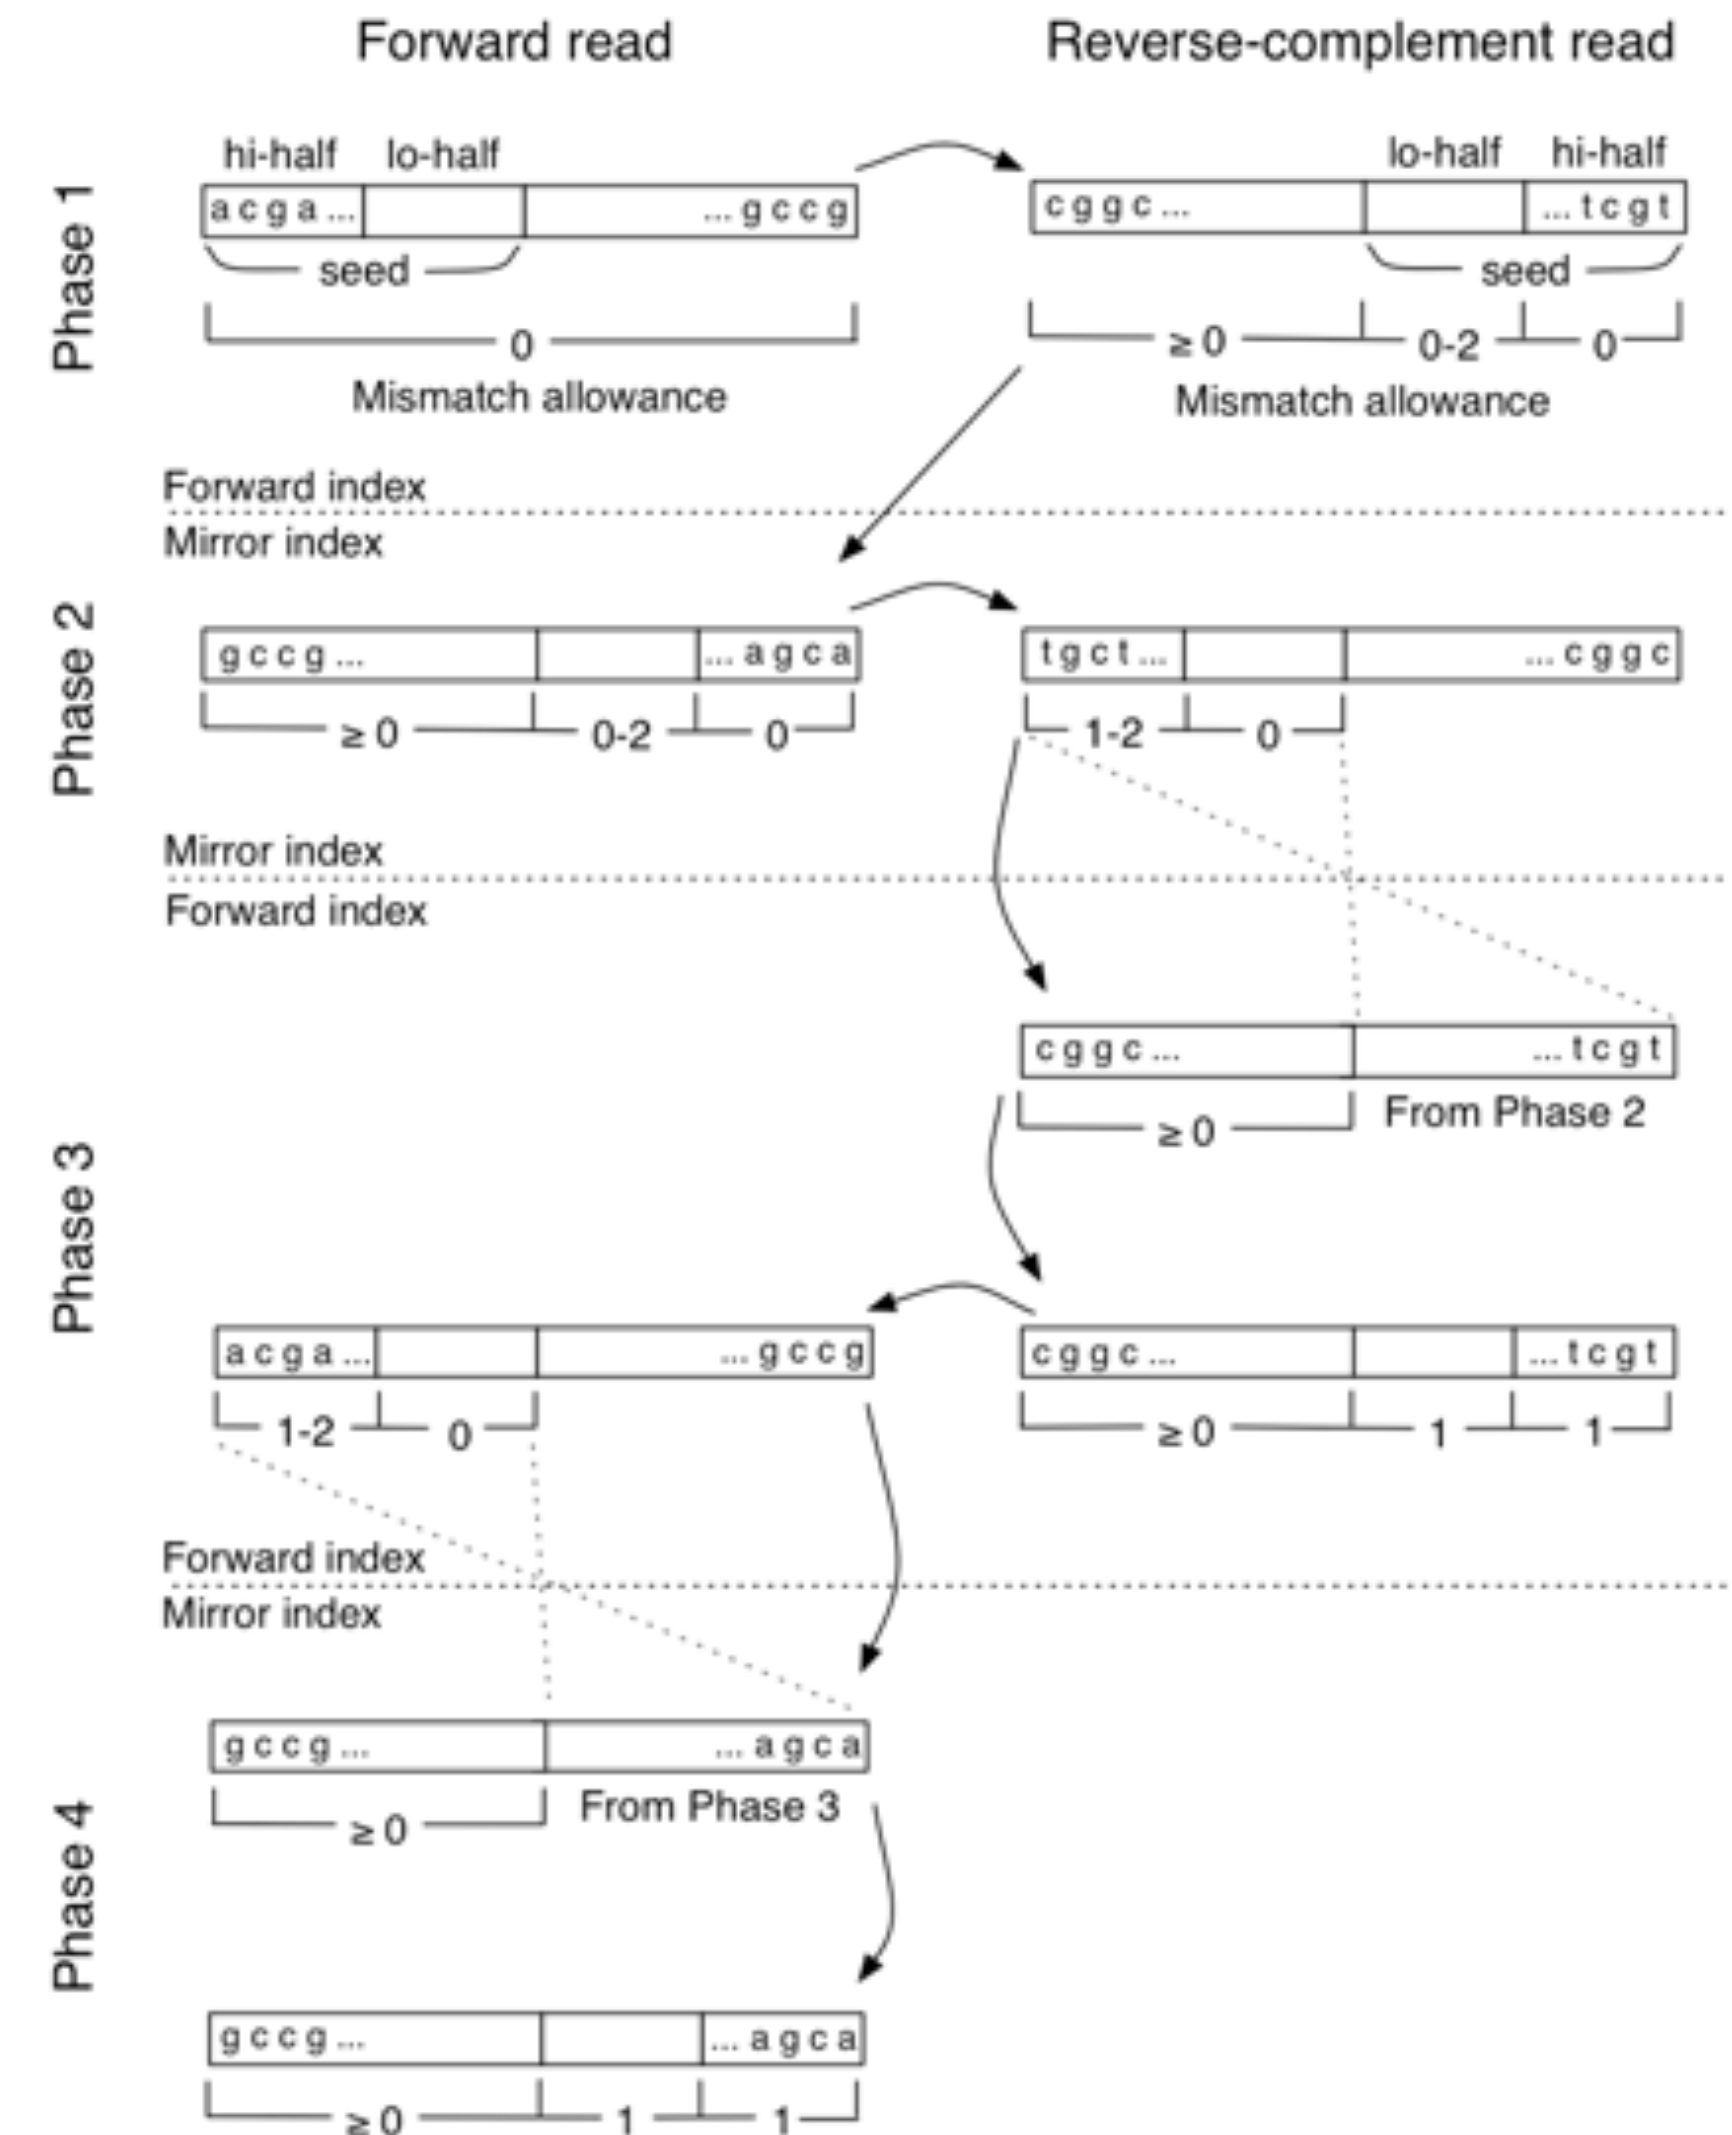 Forward read
Reverse-complement read
Phase 1
hi-half lo-half
lo-half hi-half
a c g a ... ... g c c g
c g g c ... ... t c g t
seed
seed
0
≥ 0 0-2 0
Mismatch allowance
Mismatch allowance
Forward index
Mirror index
Phase 2
g c c g ... ... a g c a
t g c t ... ... c g g c
≥ 0 0-2 0
1-2 0
Mirror index
Forward index
Phase 3
c g g c ... ... t c g t
≥ 0 From Phase 2
a c g a ... ... g c c g
c g g c ... ... t c g t
1-2 0
≥ 0 1 1
Forward index
Mirror index
Phase 4
g c c g ... ... a g c a
≥ 0 From Phase 3
g c c g ... ... a g c a
≥ 0 1 1